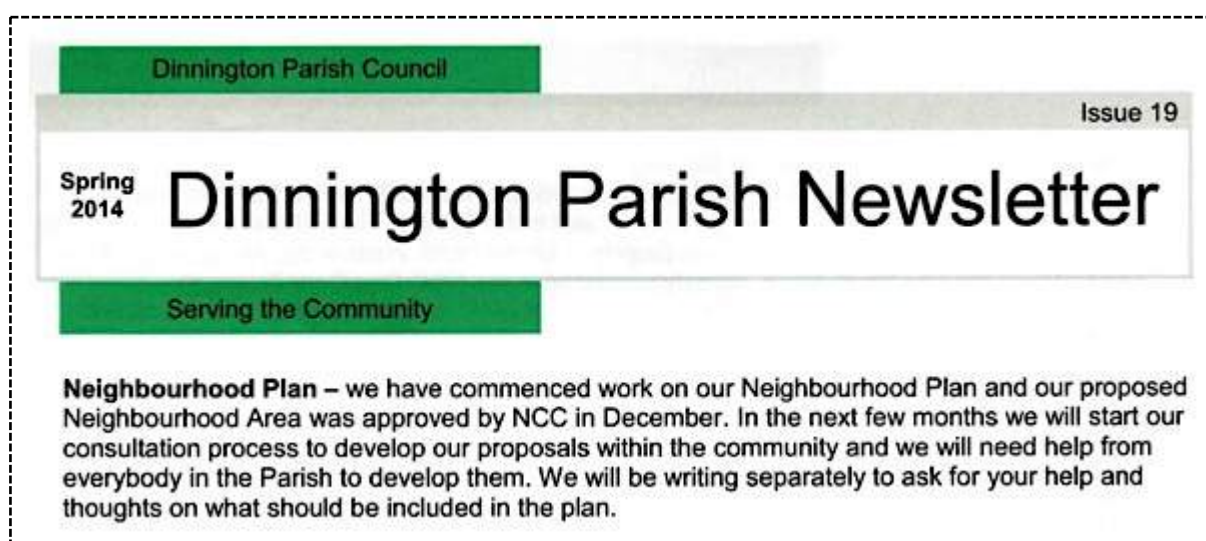 Dinnington Parish Council
Issue 19
Spring
2014
Dinnington Parish Newsletter
Serving the Community
Neighbourhood Plan – we have commenced work on our Neighbourhood Plan and our proposed
Neighbourhood Area was approved by NCC in December. In the next few months we will start our
consultation process to develop our proposals within the community and we will need help from
everybody in the Parish to develop them. We will be writing separately to ask for your help and
thoughts on what should be included in the plan.